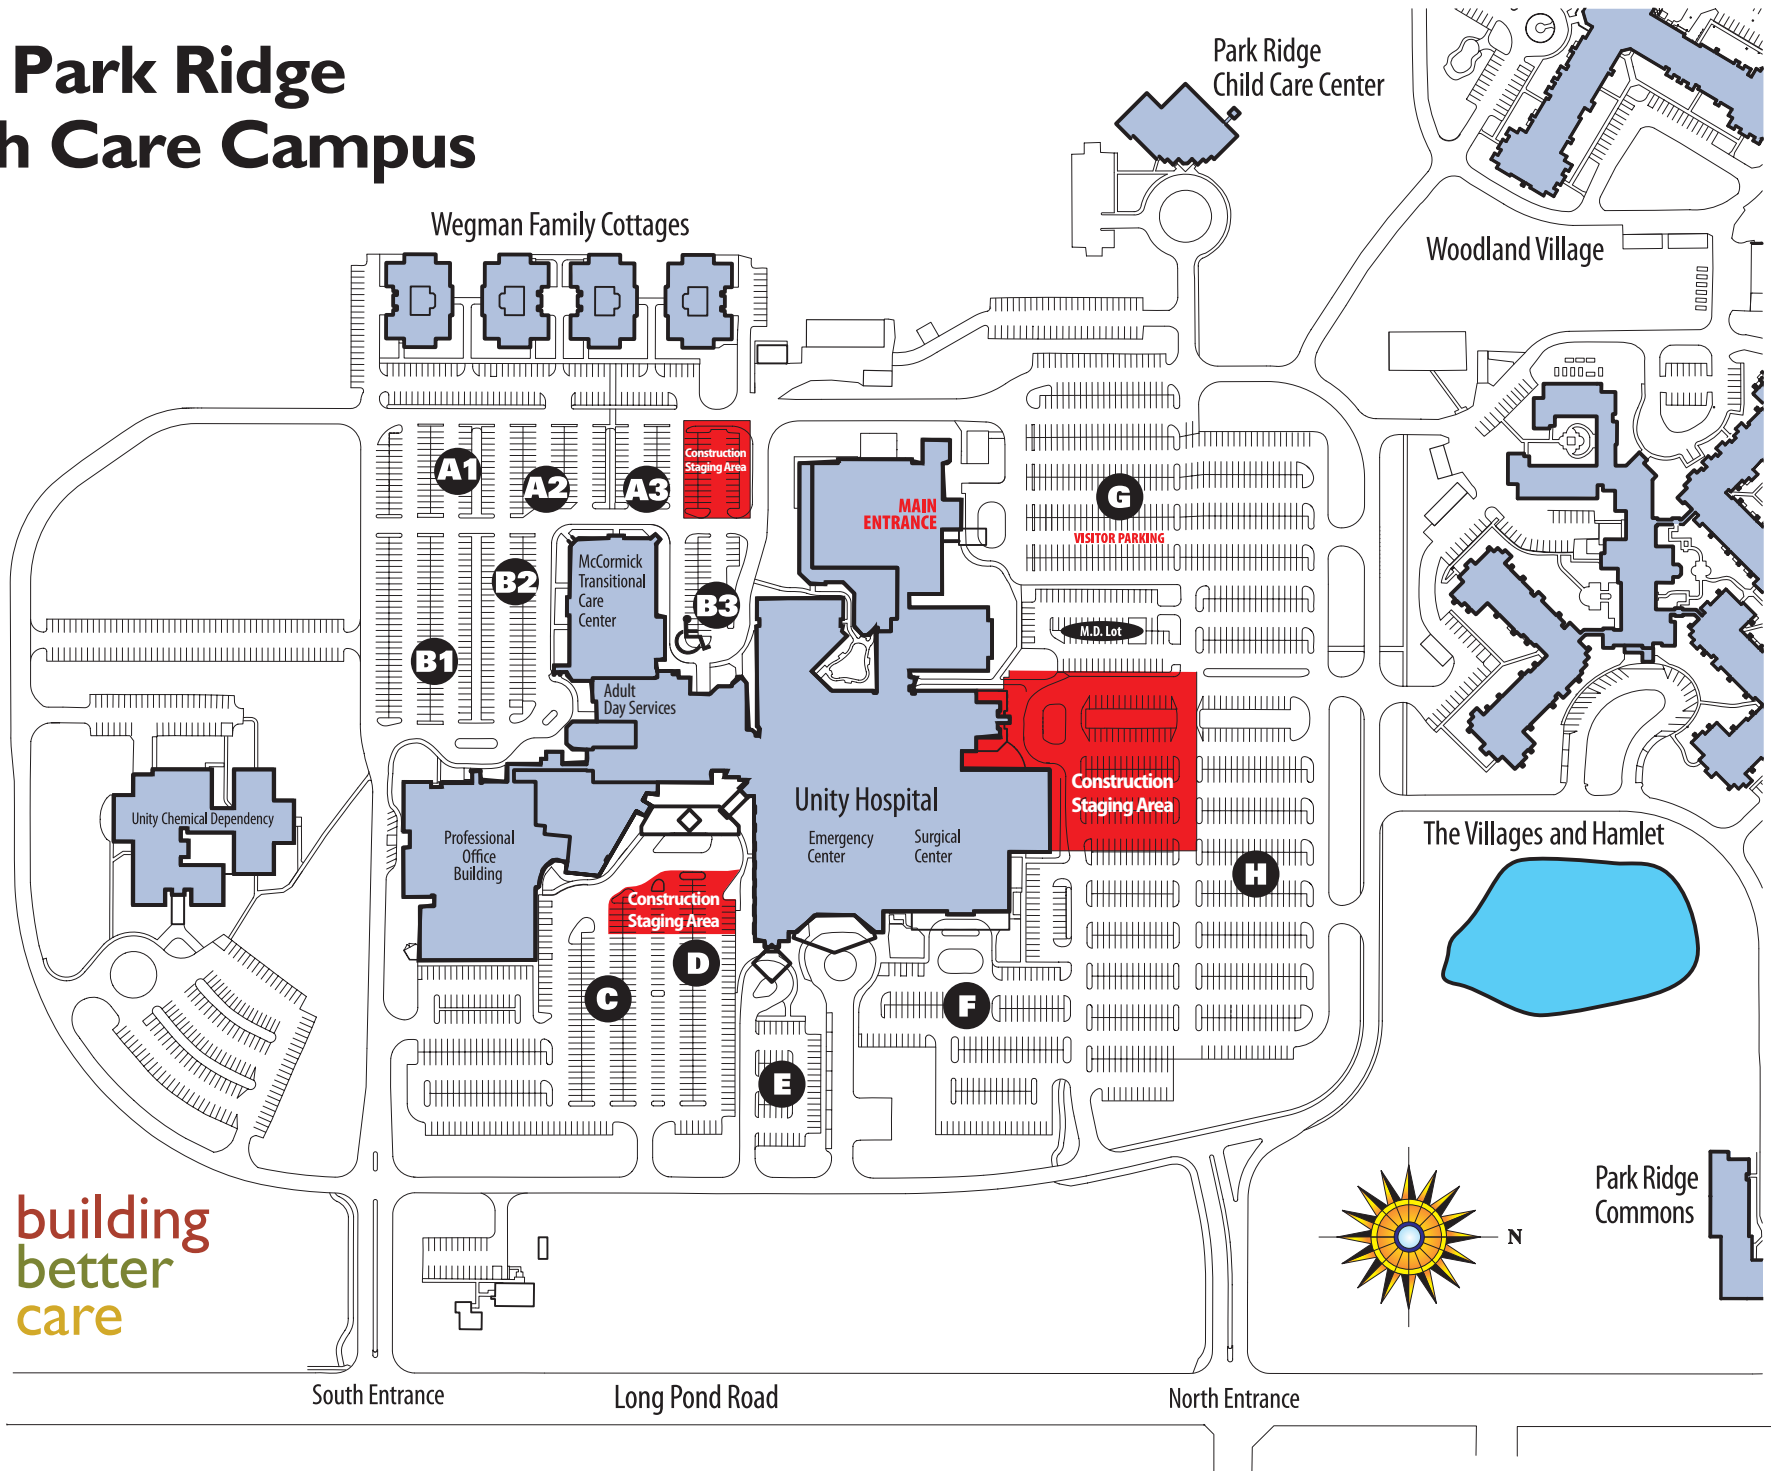 Park Ridge
h Care Campus
Park Ridge
Child Care Center
Wegman Family Cottages
Woodland Village
A1
A2
A3
Construction
Staging Area
MAIN
ENTRANCE
G
VISITOR PARKING
McCormick
Transitional
Care
Center
B2
B3
M.D. Lot
B1
Adult
Day Services
Construction
Staging Area
Unity Hospital
Emergency
Center
Surgical
Center
Unity Chemical Dependency
Professional
Office
Building
The Villages and Hamlet
H
Construction
Staging Area
D
C
F
E
building
better
care
Park Ridge
Commons
N
South Entrance
Long Pond Road
North Entrance